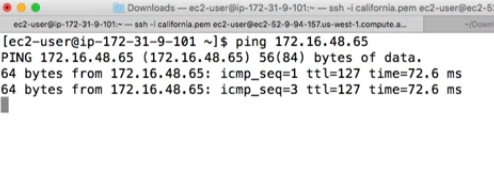 Downloads — ec2-user@ip-172-31-9-101:~ — ssh -i california.pem ec2-user@ec2-5
ec2-user@ip-172-31-9-101:~ — ssh -i california.pem ec2-user@ec2-52-9-94-157.us-west-1.compute.a...
~/Down
[ec2-user@ip-172-31-9-101 ~]$ ping 172.16.48.65
PING 172.16.48.65 (172.16.48.65) 56(84) bytes of data.
64 bytes from 172.16.48.65: icmp_seq=1 ttl=127 time=72.6 ms
64 bytes from 172.16.48.65: icmp_seq=3 ttl=127 time=72.6 ms